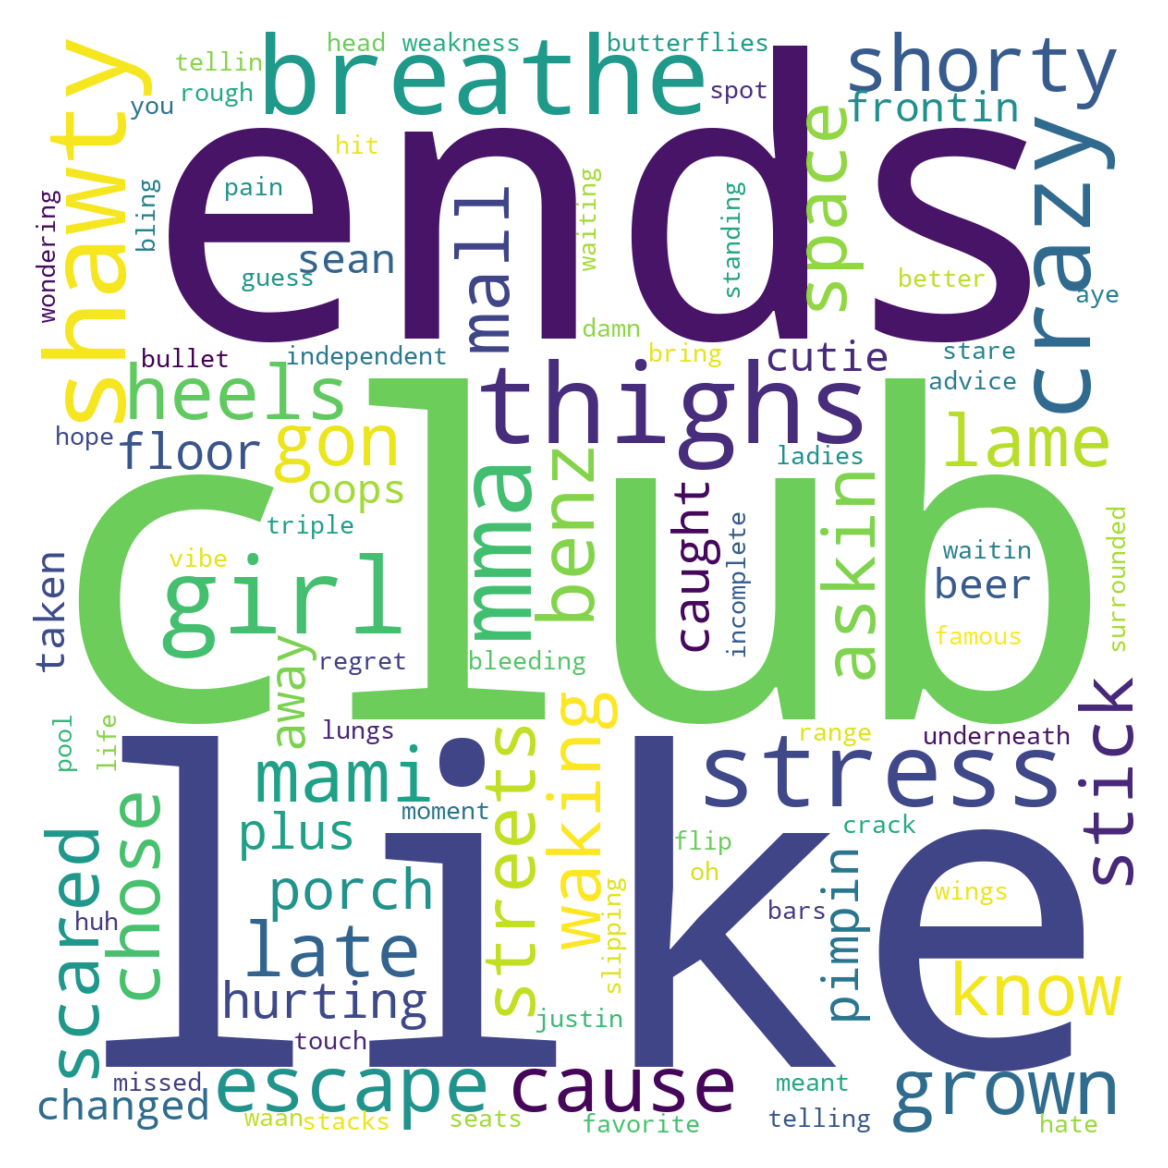 head weakness butterflies
tellin
breathe
shorty
rough
spot
you
frontin
shawty
ends
crazy
space
hit
pain
wondering
bling
mall
waiting
standing
sean
guess
better
aye
damn
bullet
independent
bring
cutie
stare
heels
thighs
advice
hope
floor
gon
lame
ladies
oops
mma
benz
caught
askin
club
triple
incomplete
surrounded
vibe
girl
waitin
beer
taken
famous
away
regret
bleeding
stick
pool
life
lungs
streets
waking
range
underneath
mami
stress
like
moment
plus
flip
crack
chose
scared
porch
oh
pimpin
wings
huh
bars
late
slipping
know
hurting
justin
touch
missed
escape
cause
meant
grown
changed
waan
stacks
seats
favorite
telling
hate